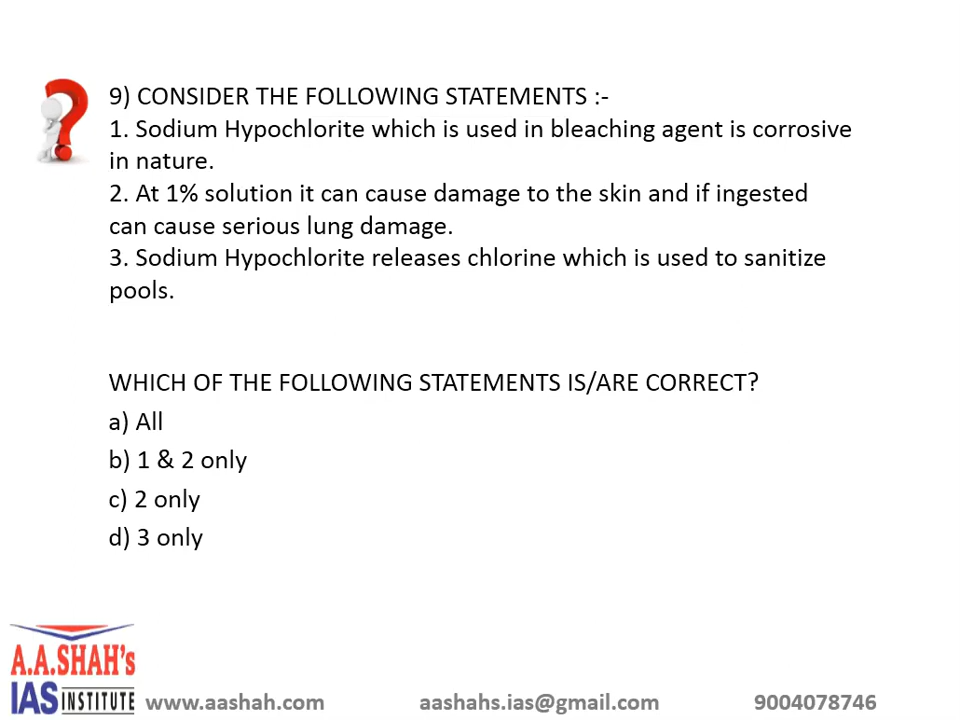 9) CONSIDER THE FOLLOWING STATEMENTS :-
1. Sodium Hypochlorite which is used in bleaching agent is corrosive
in nature.
2. At 1% solution it can cause damage to the skin and if ingested
can cause serious lung damage.
3. Sodium Hypochlorite releases chlorine which is used to sanitize
pools.
WHICH OF THE FOLLOWING STATEMENTS IS/ARE CORRECT?
a) All
b) 1 & 2 only
c) 2 only
d) 3 only
A.A.SHAH's
IAS INSTITUTE
www.aashah.com aashahs.ias@gmail.com 9004078746